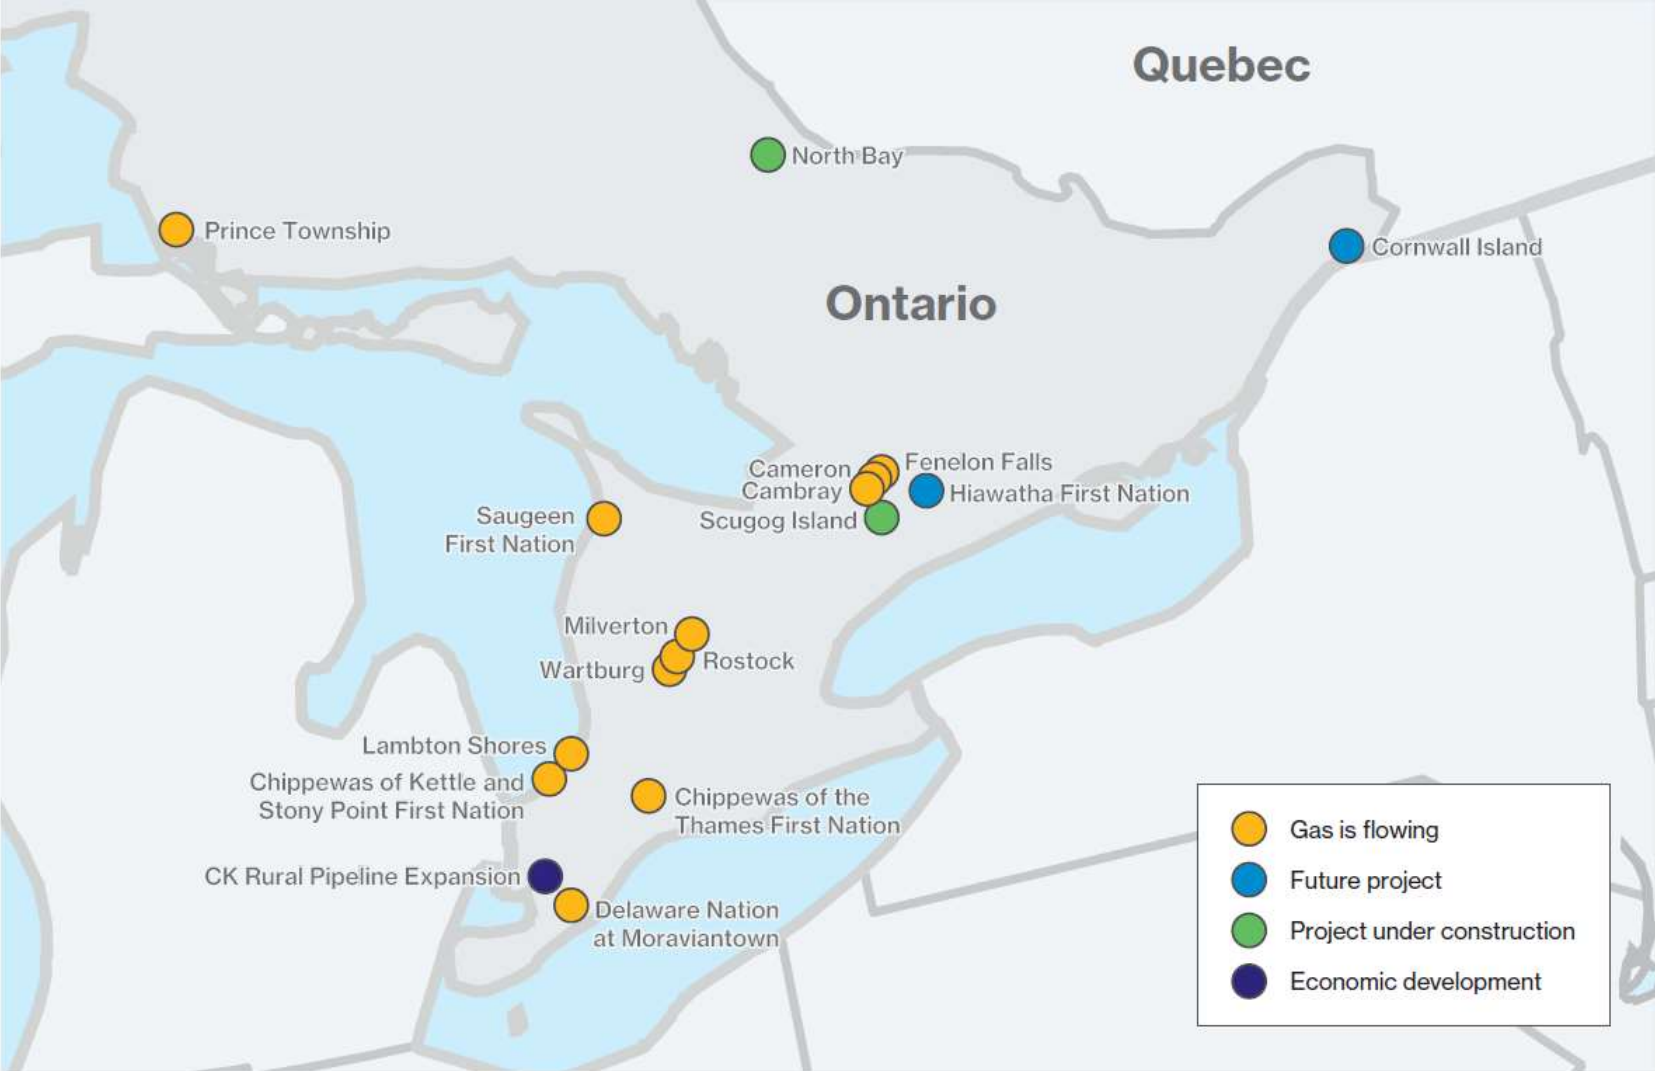 Quebec
North Bay
Prince Township
Cornwall Island
Ontario
Fenelon Falls
Cameron
Cambray
Hiawatha First Nation
Scugog Island
Saugeen
First Nation
Milverton
Rostock
Wartburg
Lambton Shores
Chippewas of Kettle and
Stony Point First Nation
Chippewas of the
Thames First Nation
CK Rural Pipeline Expansion
Delaware Nation
at Moraviantown
Gas is flowing
Future project
Project under construction
Economic development